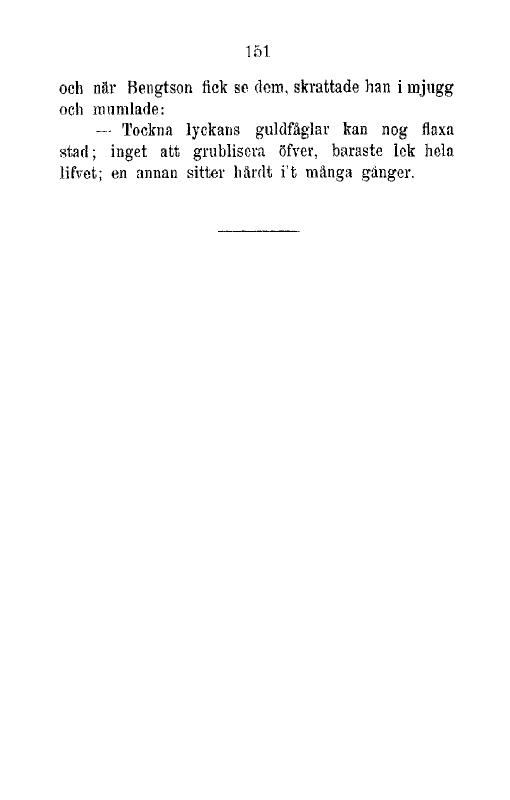 151
och när Bengtson fick se dem, skrattade han i mjugg
och mumlade:
— Tockna lyckans guldfåglar kan nog flaxa
stad; inget att grublisera öfver, baraste lek hela
lifvet; en annan sitter hårdt i't många gånger.